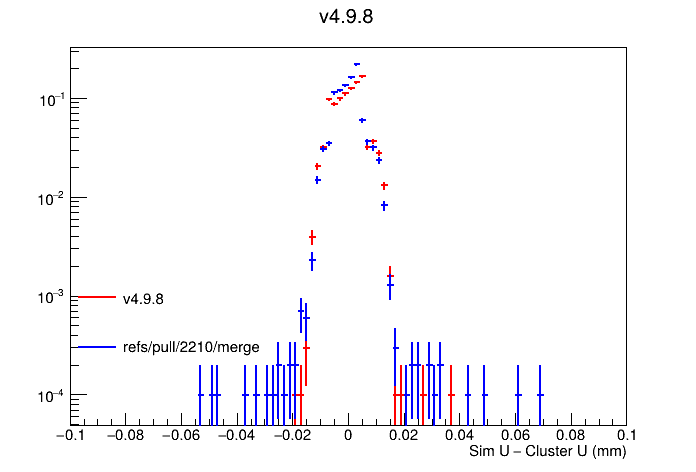 v4.9.8
10−1
10−2
10−3
10−4
v4.9.8
refs/pull/2210/merge
−0.1 −0.08 −0.06 −0.04 −0.02 0 0.02 0.04 0.06 0.08 0.1
Sim U − Cluster U (mm)